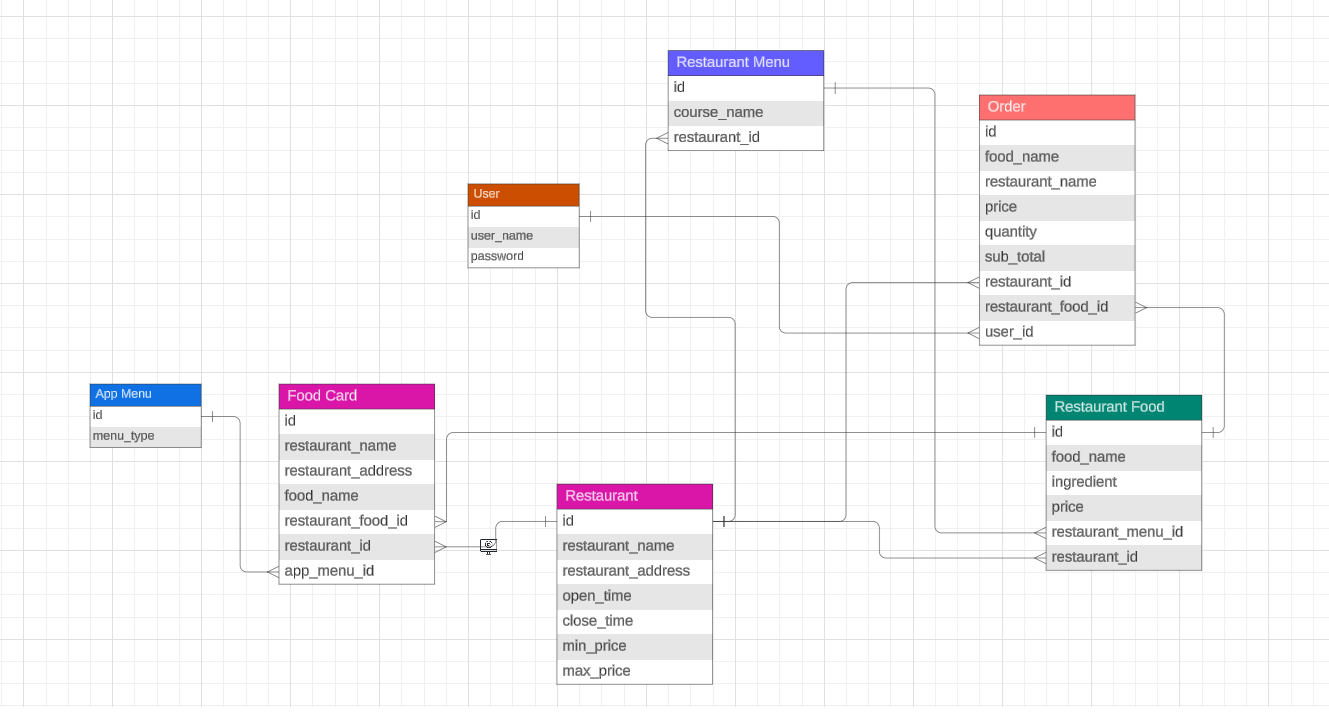 Restaurant Menu
id
course_name
restaurant_id
Order
id
food_name
restaurant_name
price
quantity
sub_total
restaurant_id
restaurant_food_id
user_id
User
id
user_name
password
App Menu
id
menu_type
Food Card
id
restaurant_name
restaurant_address
food_name
restaurant_food_id
restaurant_id
app_menu_id
Restaurant
id
restaurant_name
restaurant_address
open_time
close_time
min_price
max_price
Restaurant Food
id
food_name
ingredient
price
restaurant_menu_id
restaurant_id